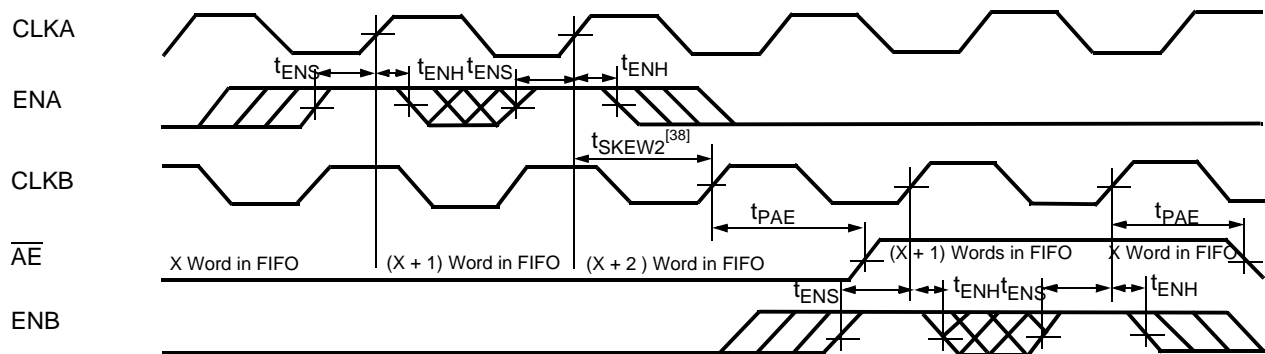 CLKA
tENS tENH tENS tENH
ENA
tSKEW2[38]
CLKB
tPAE tPAE
AE
X Word in FIFO (X + 1) Word in FIFO (X + 2 ) Word in FIFO (X + 1) Words in FIFO X Word in FIFO
tENS tENH tENS tENH
ENB